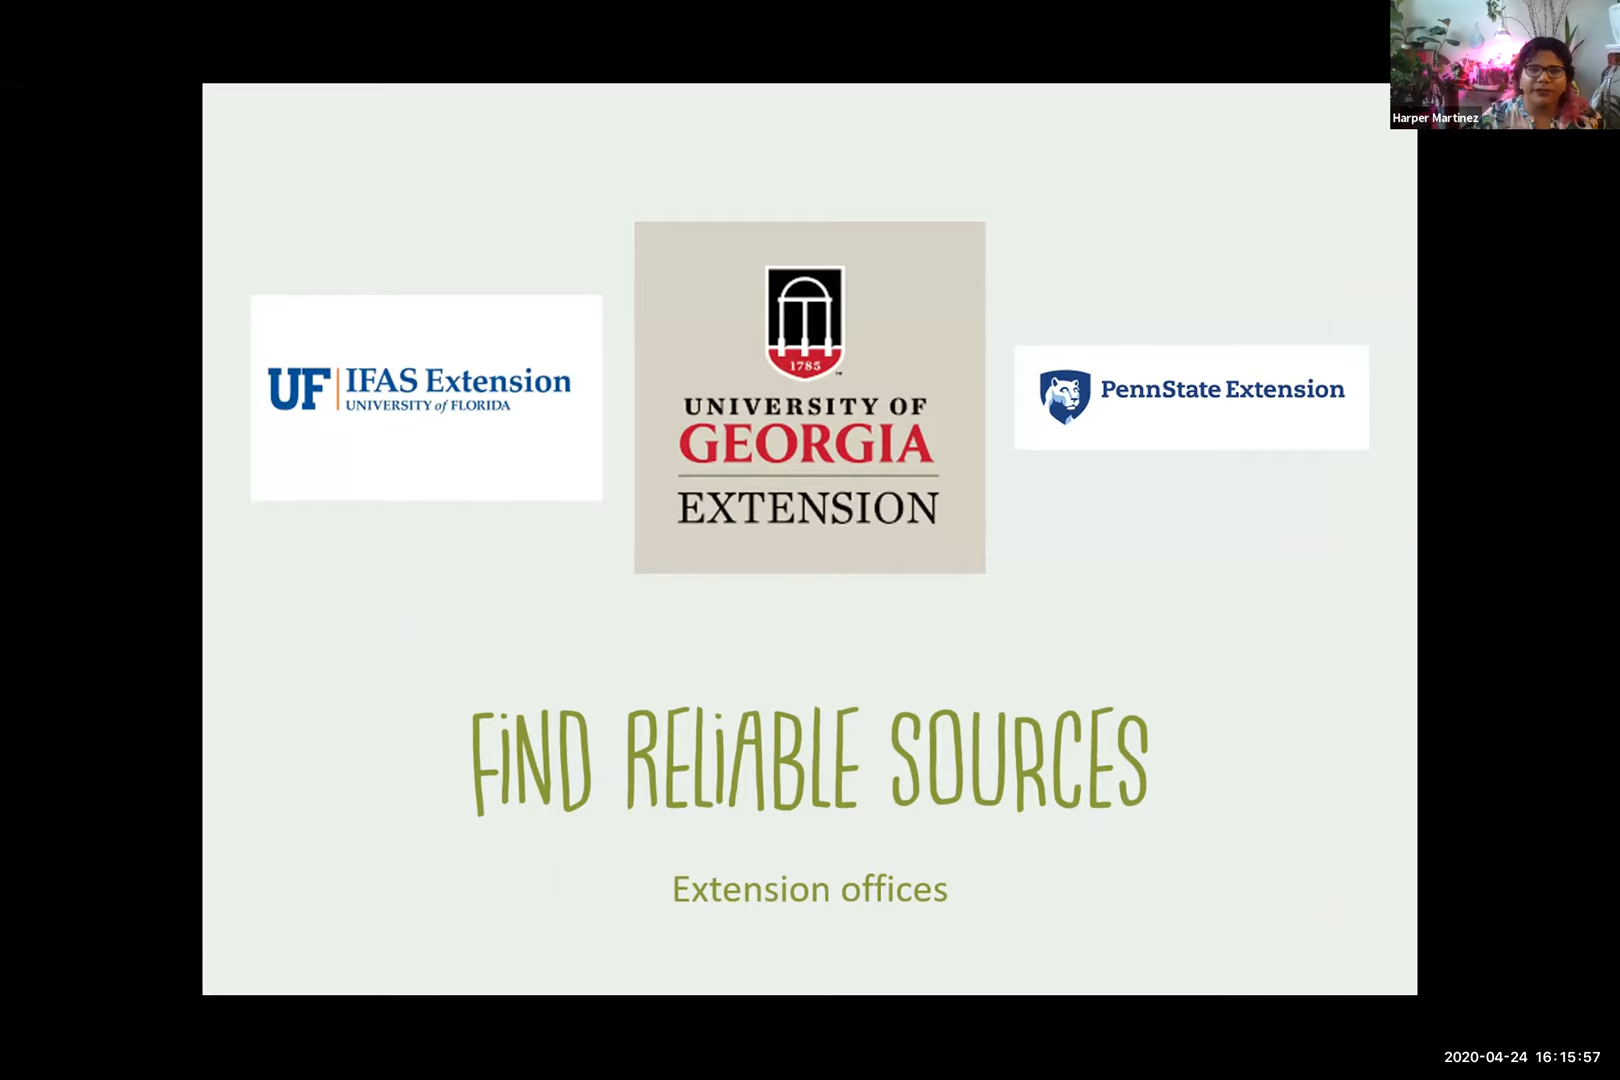 Harper Martinez
UF IFAS Extension
UNIVERSITY of FLORIDA
1785
UNIVERSITY OF
GEORGIA
EXTENSION
PennState Extension
FiND RELiABLE SOURCES
Extension offices
2020-04-24 16:15:57